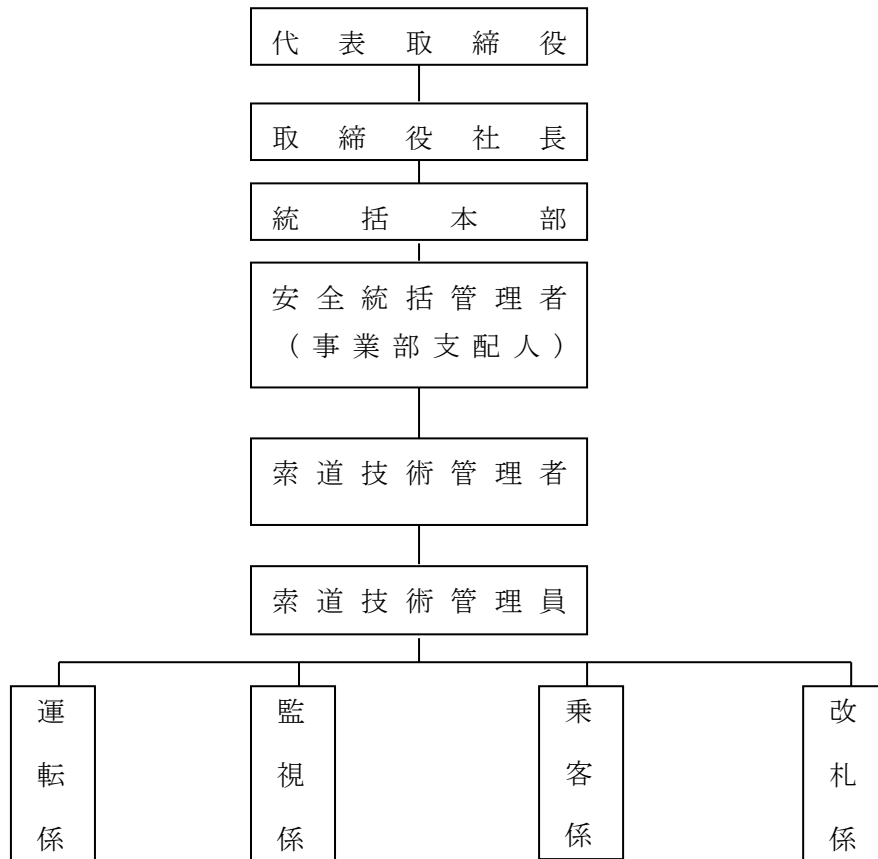 代表取締役
取締役社長
統括本部
安全統括管理者
（事業部支配人）
索道技術管理者
索道技術管理員
運転係
監視係
乗客係
改札係